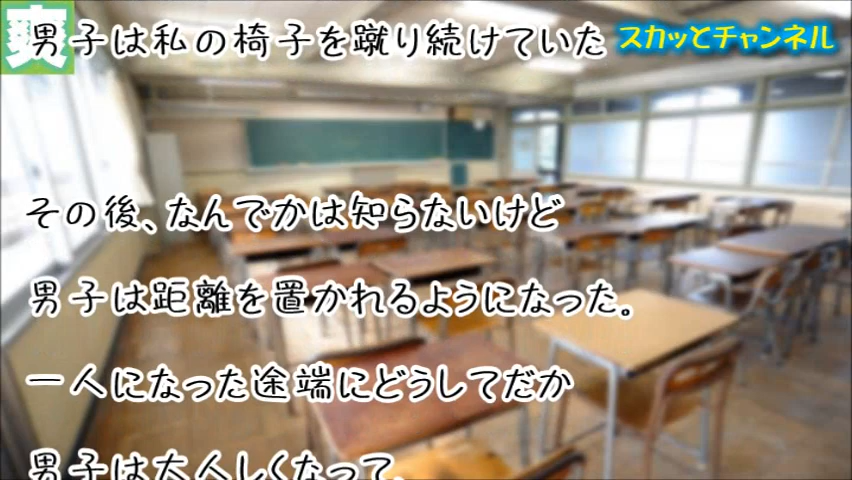 爽
男子は私の椅子を蹴り続けていた
スカッとチャンネル
その後、なんでかは知らないけど
男子は距離を置かれるようになった。
一人になった途端にどうしてだか
男子は大人しくなって、